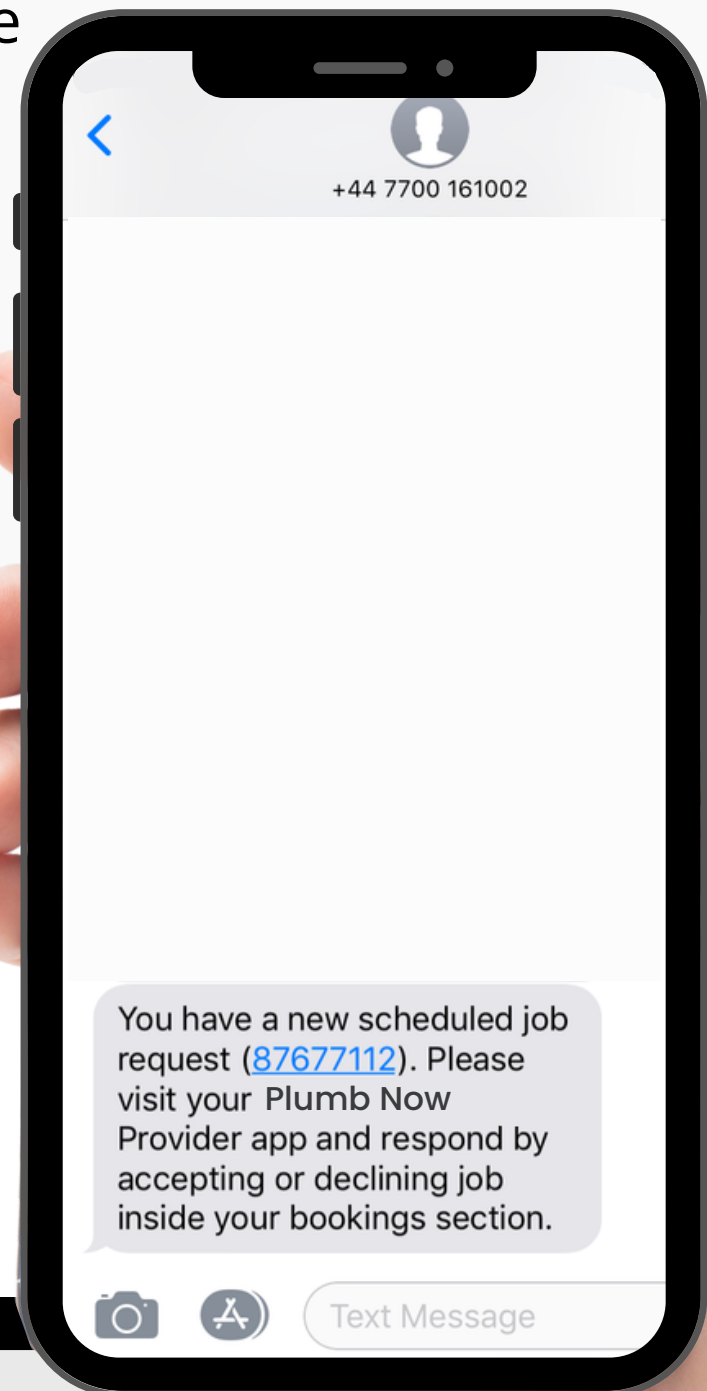 e
+44 7700 161002
You have a new scheduled job
request (87677112). Please
visit your Plumb Now
Provider app and respond by
accepting or declining job
inside your bookings section.
Text Message